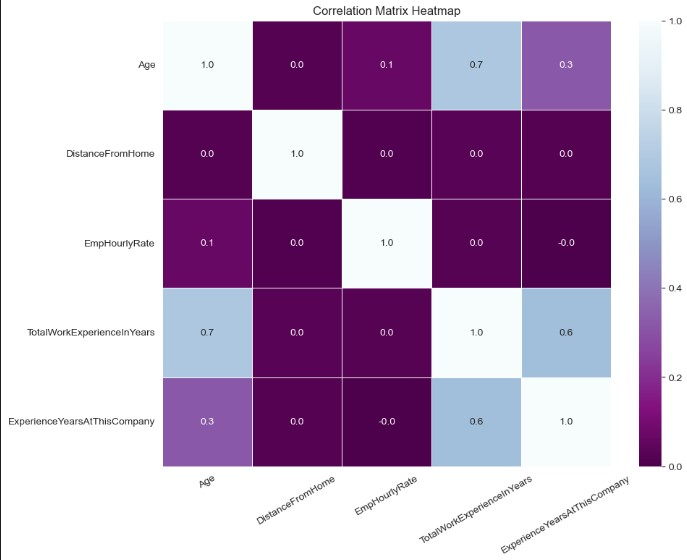 Correlation Matrix Heatmap
Age 1.0 0.0 0.1 0.7 0.3
DistanceFromHome 0.0 1.0 0.0 0.0 0.0
EmpHourlyRate 0.1 0.0 1.0 0.0 -0.0
TotalWorkExperienceInYears 0.7 0.0 0.0 1.0 0.6
ExperienceYearsAtThisCompany 0.3 0.0 -0.0 0.6 1.0
Age DistanceFromHome EmpHourlyRate TotalWorkExperienceInYears ExperienceYearsAtThisCompany
1.0
0.8
0.6
0.4
0.2
0.0